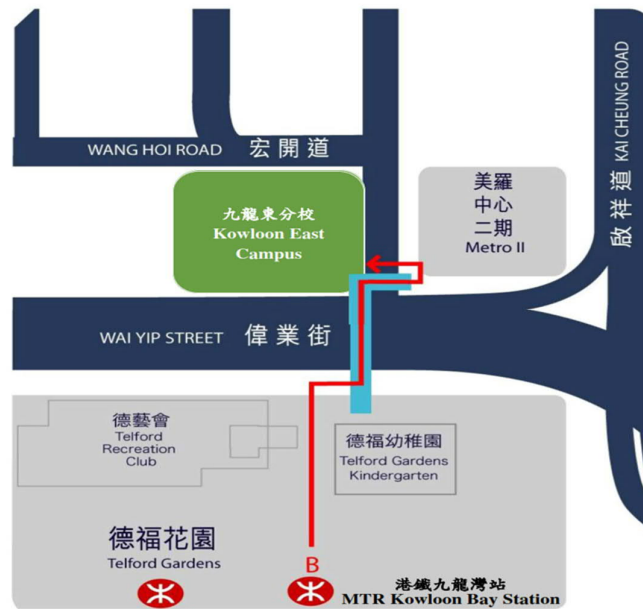 WANG HOI ROAD 宏開道
九龍東分校
Kowloon East
Campus
美羅
中心
二期
Metro II
啟祥道 KAI CHEUNG ROAD
WAI YIP STREET 偉業街
德藝會
Telford
Recreation
Club
德福幼稚園
Telford Gardens
Kindergarten
德福花園
Telford Gardens
B
港鐵九龍灣站
MTR Kowloon Bay Station